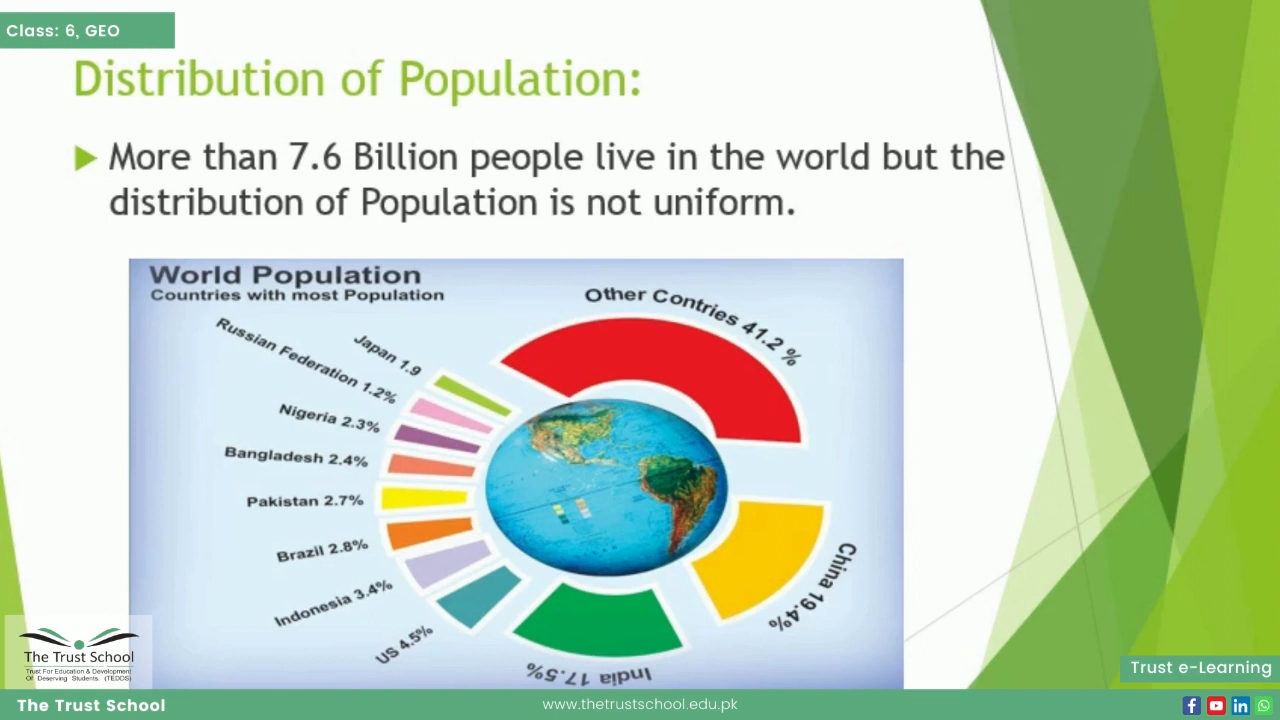 Class: 6, GEO
Distribution of Population:
More than 7.6 Billion people live in the world but the
distribution of Population is not uniform.
World Population
Countries with most Population
Other Contries 41.2 %
Japan 1.9
Russian Federation 1.2%
Nigeria 2.3%
Bangladesh 2.4%
Pakistan 2.7%
Brazil 2.8%
Indonesia 3.4%
US 4.5%
India 17.5%
China 19.4%
The Trust School
Trust For Education & Development
Of Deserving Students. (TEDDS)
Trust e-Learning
The Trust School
www.thetrustschool.edu.pk